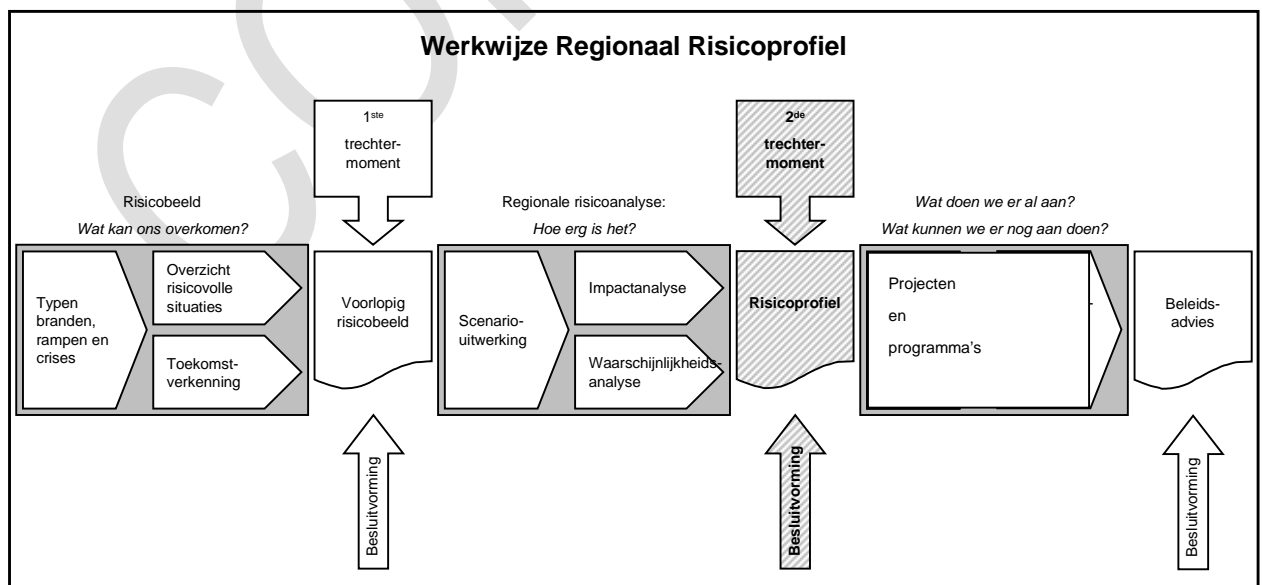 Werkwijze Regionaal Risicoprofiel
1ste
trechter-
moment
2de
trechter-
moment
Risicobeeld
Wat kan ons overkomen?
Regionale risicoanalyse:
Hoe erg is het?
Wat doen we er al aan?
Wat kunnen we er nog aan doen?
Typen
branden,
rampen en
crises
Overzicht
risicovolle
situaties
Toekomst-
verkenning
Voorlopig
risicobeeld
Scenario-
uitwerking
Impactanalyse
Waarschijnlijkheids-
analyse
Risicoprofiel
Projecten
en
programma's
Beleids-
advies
Besluitvorming
Besluitvorming
Besluitvorming